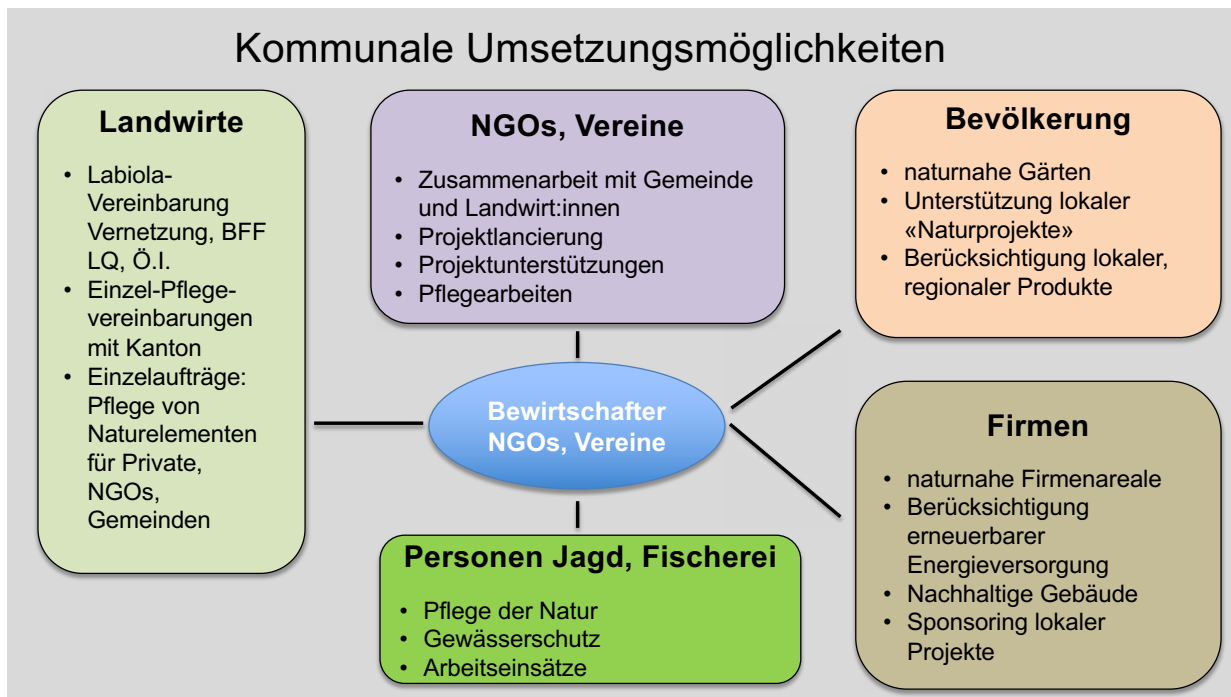 Kommunale Umsetzungsmöglichkeiten
Landwirte
• Labiola-
Vereinbarung
Vernetzung, BFF
LQ, Ö.I.
• Einzel-Pflege-
vereinbarungen
mit Kanton
• Einzelaufträge:
Pflege von
Naturelementen
für Private,
NGOs,
Gemeinden
NGOs, Vereine
• Zusammenarbeit mit Gemeinde
und Landwirt:innen
• Projektlancierung
• Projektunterstützungen
• Pflegearbeiten
Bevölkerung
• naturnahe Gärten
• Unterstützung lokaler
«Naturprojekte»
• Berücksichtigung lokaler,
regionaler Produkte
Bewirtschafter
NGOs, Vereine
Personen Jagd, Fischerei
• Pflege der Natur
• Gewässerschutz
• Arbeitseinsätze
Firmen
• naturnahe Firmenareale
• Berücksichtigung
erneuerbarer
Energieversorgung
• Nachhaltige Gebäude
• Sponsoring lokaler
Projekte